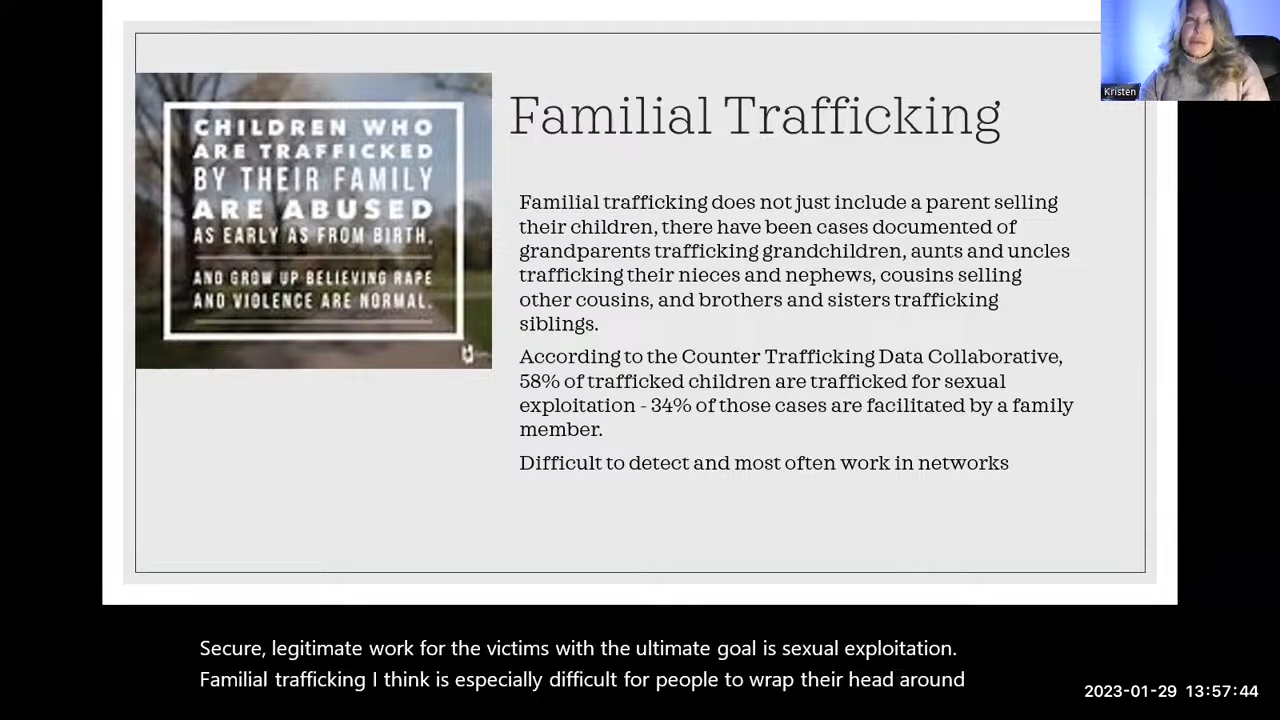 Kristen
CHILDREN WHO
ARE TRAFFICKED
BY THEIR FAMILY
ARE ABUSED
AS EARLY AS FROM BIRTH,
AND GROW UP BELIEVING RAPE
AND VIOLENCE ARE NORMAL.
Familial Trafficking
Familial trafficking does not just include a parent selling
their children, there have been cases documented of
grandparents trafficking grandchildren, aunts and uncles
trafficking their nieces and nephews, cousins selling
other cousins, and brothers and sisters trafficking
siblings.
According to the Counter Trafficking Data Collaborative,
58% of trafficked children are trafficked for sexual
exploitation - 34% of those cases are facilitated by a family
member.
Difficult to detect and most often work in networks
Secure, legitimate work for the victims with the ultimate goal is sexual exploitation.
Familial trafficking I think is especially difficult for people to wrap their head around
2023-01-29 13:57:44